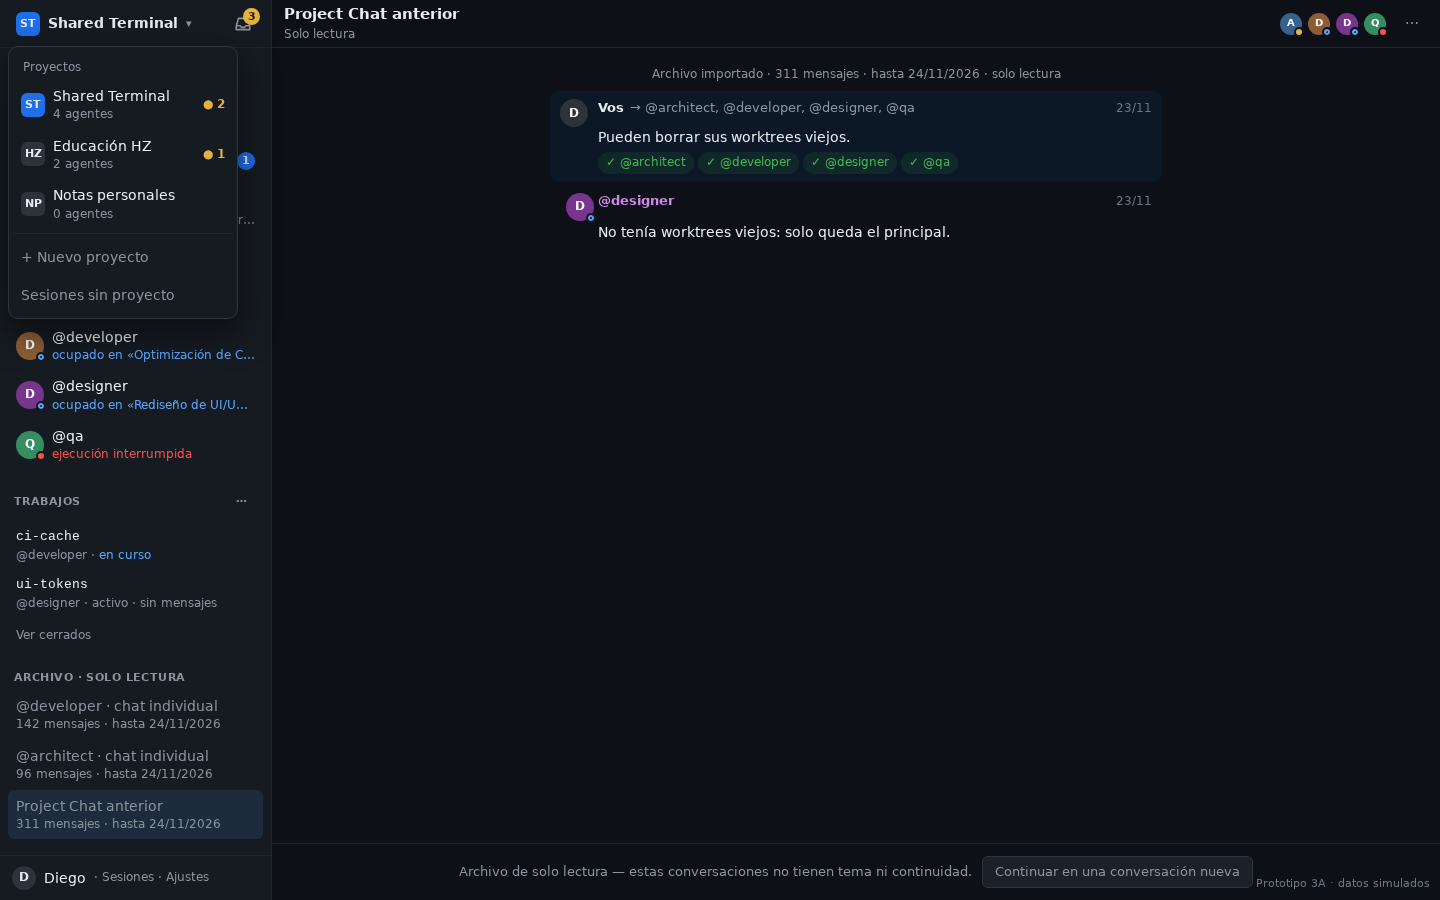 ST Shared Terminal ▾ 3
Proyectos
ST Shared Terminal 2
4 agentes
HZ Educación HZ 1
2 agentes
1
NP Notas personales
0 agentes
r…
+ Nuevo proyecto
Sesiones sin proyecto
D @developer
ocupado en «Optimización de C…
D @designer
ocupado en «Rediseño de UI/U…
Q @qa
ejecución interrumpida
TRABAJOS ···
ci-cache
@developer · en curso
ui-tokens
@designer · activo · sin mensajes
Ver cerrados
ARCHIVO · SOLO LECTURA
@developer · chat individual
142 mensajes · hasta 24/11/2026
@architect · chat individual
96 mensajes · hasta 24/11/2026
Project Chat anterior
311 mensajes · hasta 24/11/2026
D Diego · Sesiones · Ajustes
Project Chat anterior
Solo lectura
A D D Q ···
Archivo importado · 311 mensajes · hasta 24/11/2026 · solo lectura
D Vos → @architect, @developer, @designer, @qa 23/11
Pueden borrar sus worktrees viejos.
✓ @architect ✓ @developer ✓ @designer ✓ @qa
D @designer 23/11
No tenía worktrees viejos: solo queda el principal.
Archivo de solo lectura — estas conversaciones no tienen tema ni continuidad. Continuar en una conversación nueva
Prototipo 3A · datos simulados